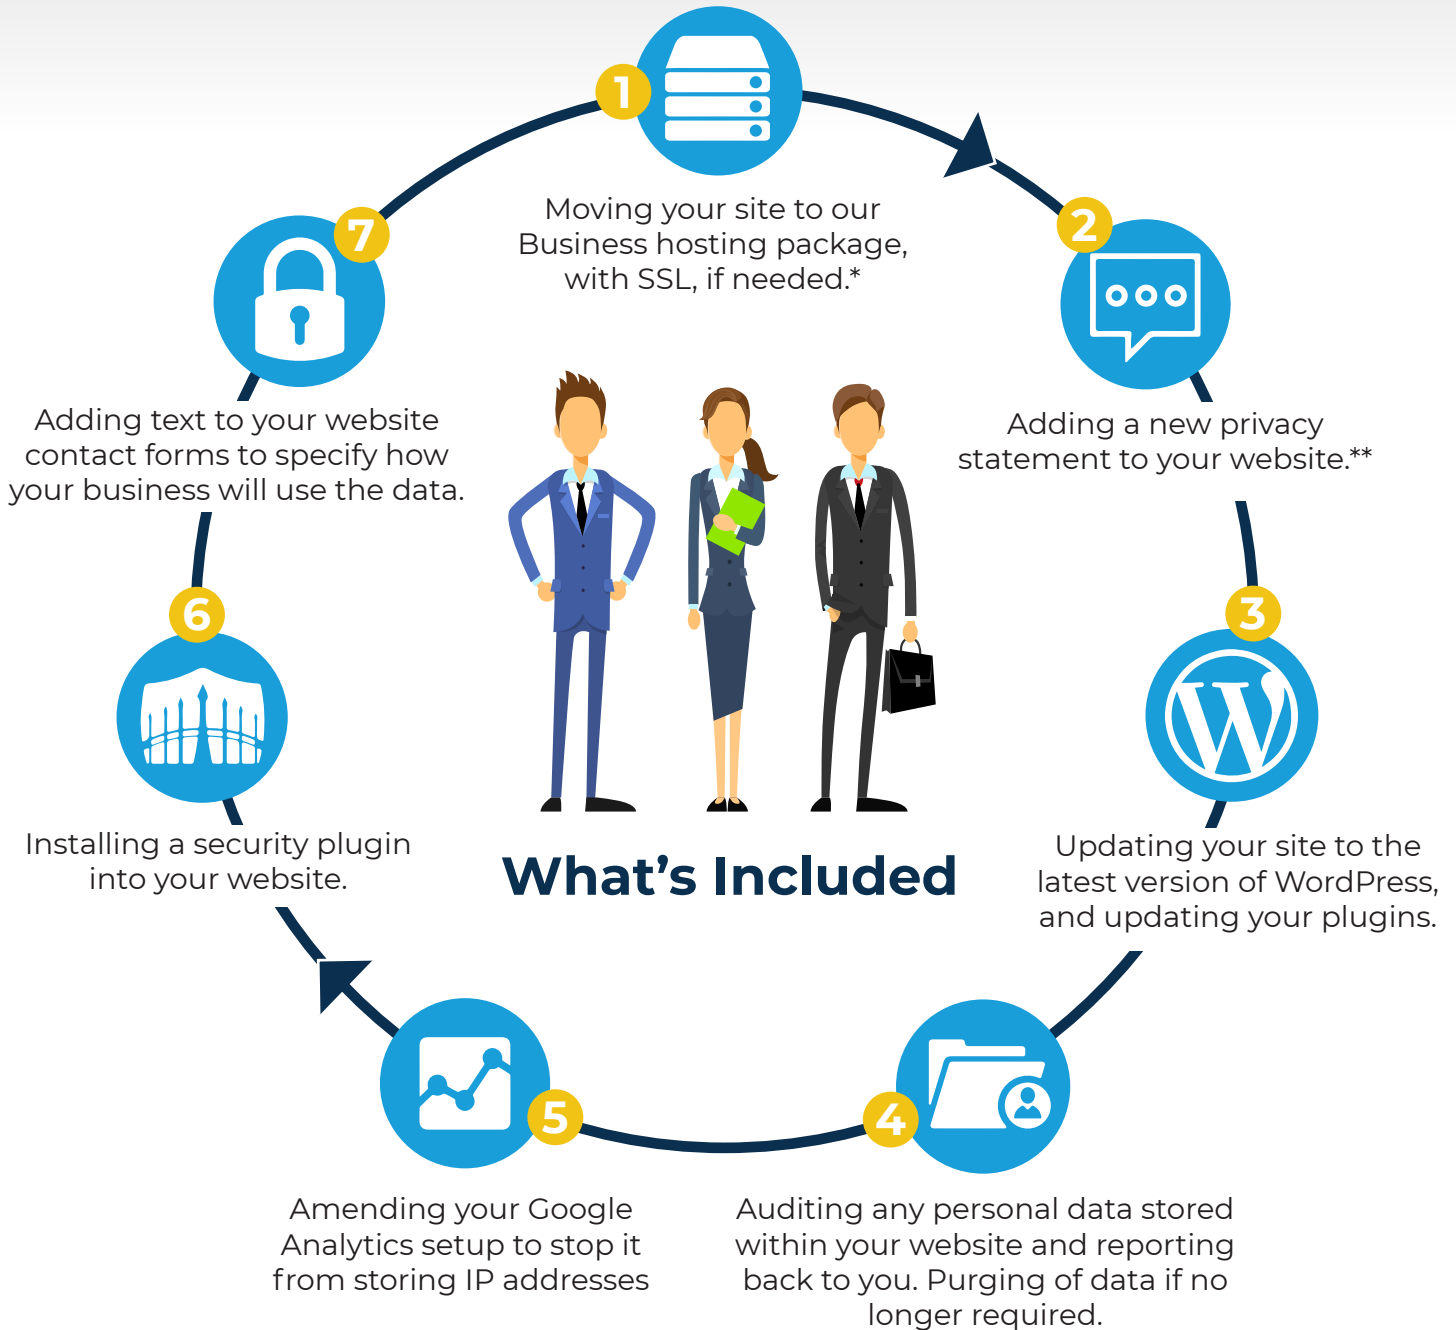 1
Moving your site to our
Business hosting package,
with SSL, if needed.*
2
Adding a new privacy
statement to your website.**
3
Updating your site to the
latest version of WordPress,
and updating your plugins.
4
Auditing any personal data stored
within your website and reporting
back to you. Purging of data if no
longer required.
5
Amending your Google
Analytics setup to stop it
from storing IP addresses
6
Installing a security plugin
into your website.
7
Adding text to your website
contact forms to specify how
your business will use the data.
What’s Included